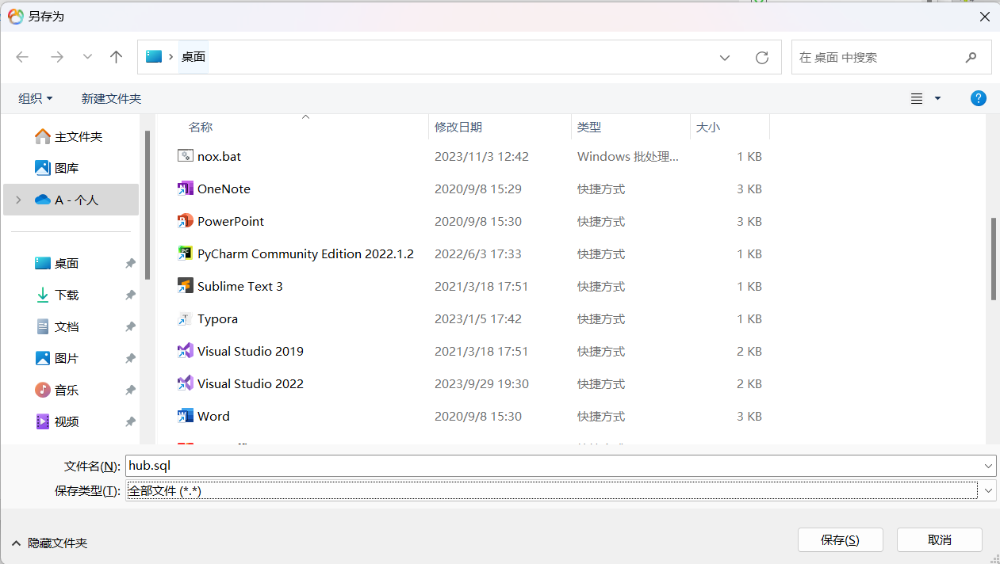 另存为
桌面
在 桌面 中搜索
组织
新建文件夹
?
名称 修改日期 类型 大小
主文件夹
图库
A - 个人
桌面
下载
文档
图片
音乐
视频
nox.bat 2023/11/3 12:42 Windows 批处理... 1 KB
OneNote 2020/9/8 15:29 快捷方式 3 KB
PowerPoint 2020/9/8 15:30 快捷方式 3 KB
PyCharm Community Edition 2022.1.2 2022/6/3 17:33 快捷方式 1 KB
Sublime Text 3 2021/3/18 17:51 快捷方式 1 KB
Typora 2023/1/5 17:42 快捷方式 1 KB
Visual Studio 2019 2021/3/18 17:51 快捷方式 2 KB
Visual Studio 2022 2023/9/29 19:30 快捷方式 2 KB
Word 2020/9/8 15:30 快捷方式 3 KB
文件名(N): hub.sql
保存类型(T): 全部文件 (*.*)
隐藏文件夹
保存(S)
取消